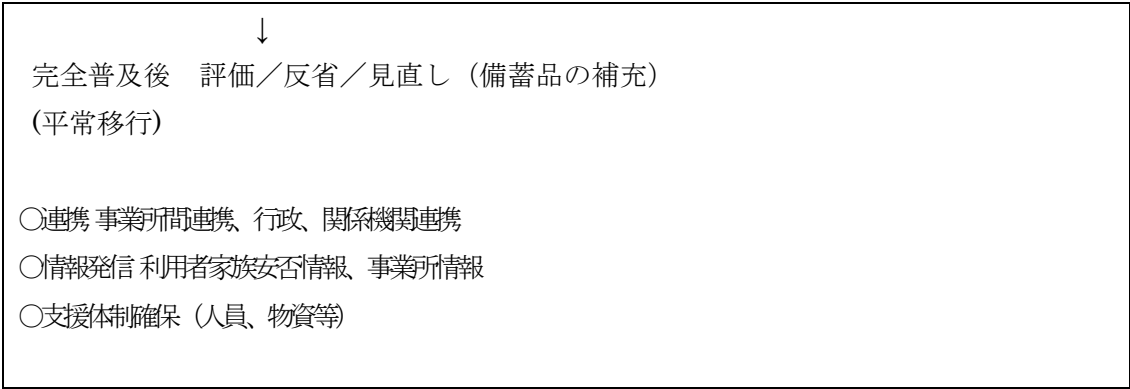 ↓
完全普及後　評価／反省／見直し（備蓄品の補充）
(平常移行)
○連携 事業所間連携、行政、関係機関連携
○情報発信 利用者家族安否情報、事業所情報
○支援体制確保（人員、物資等）